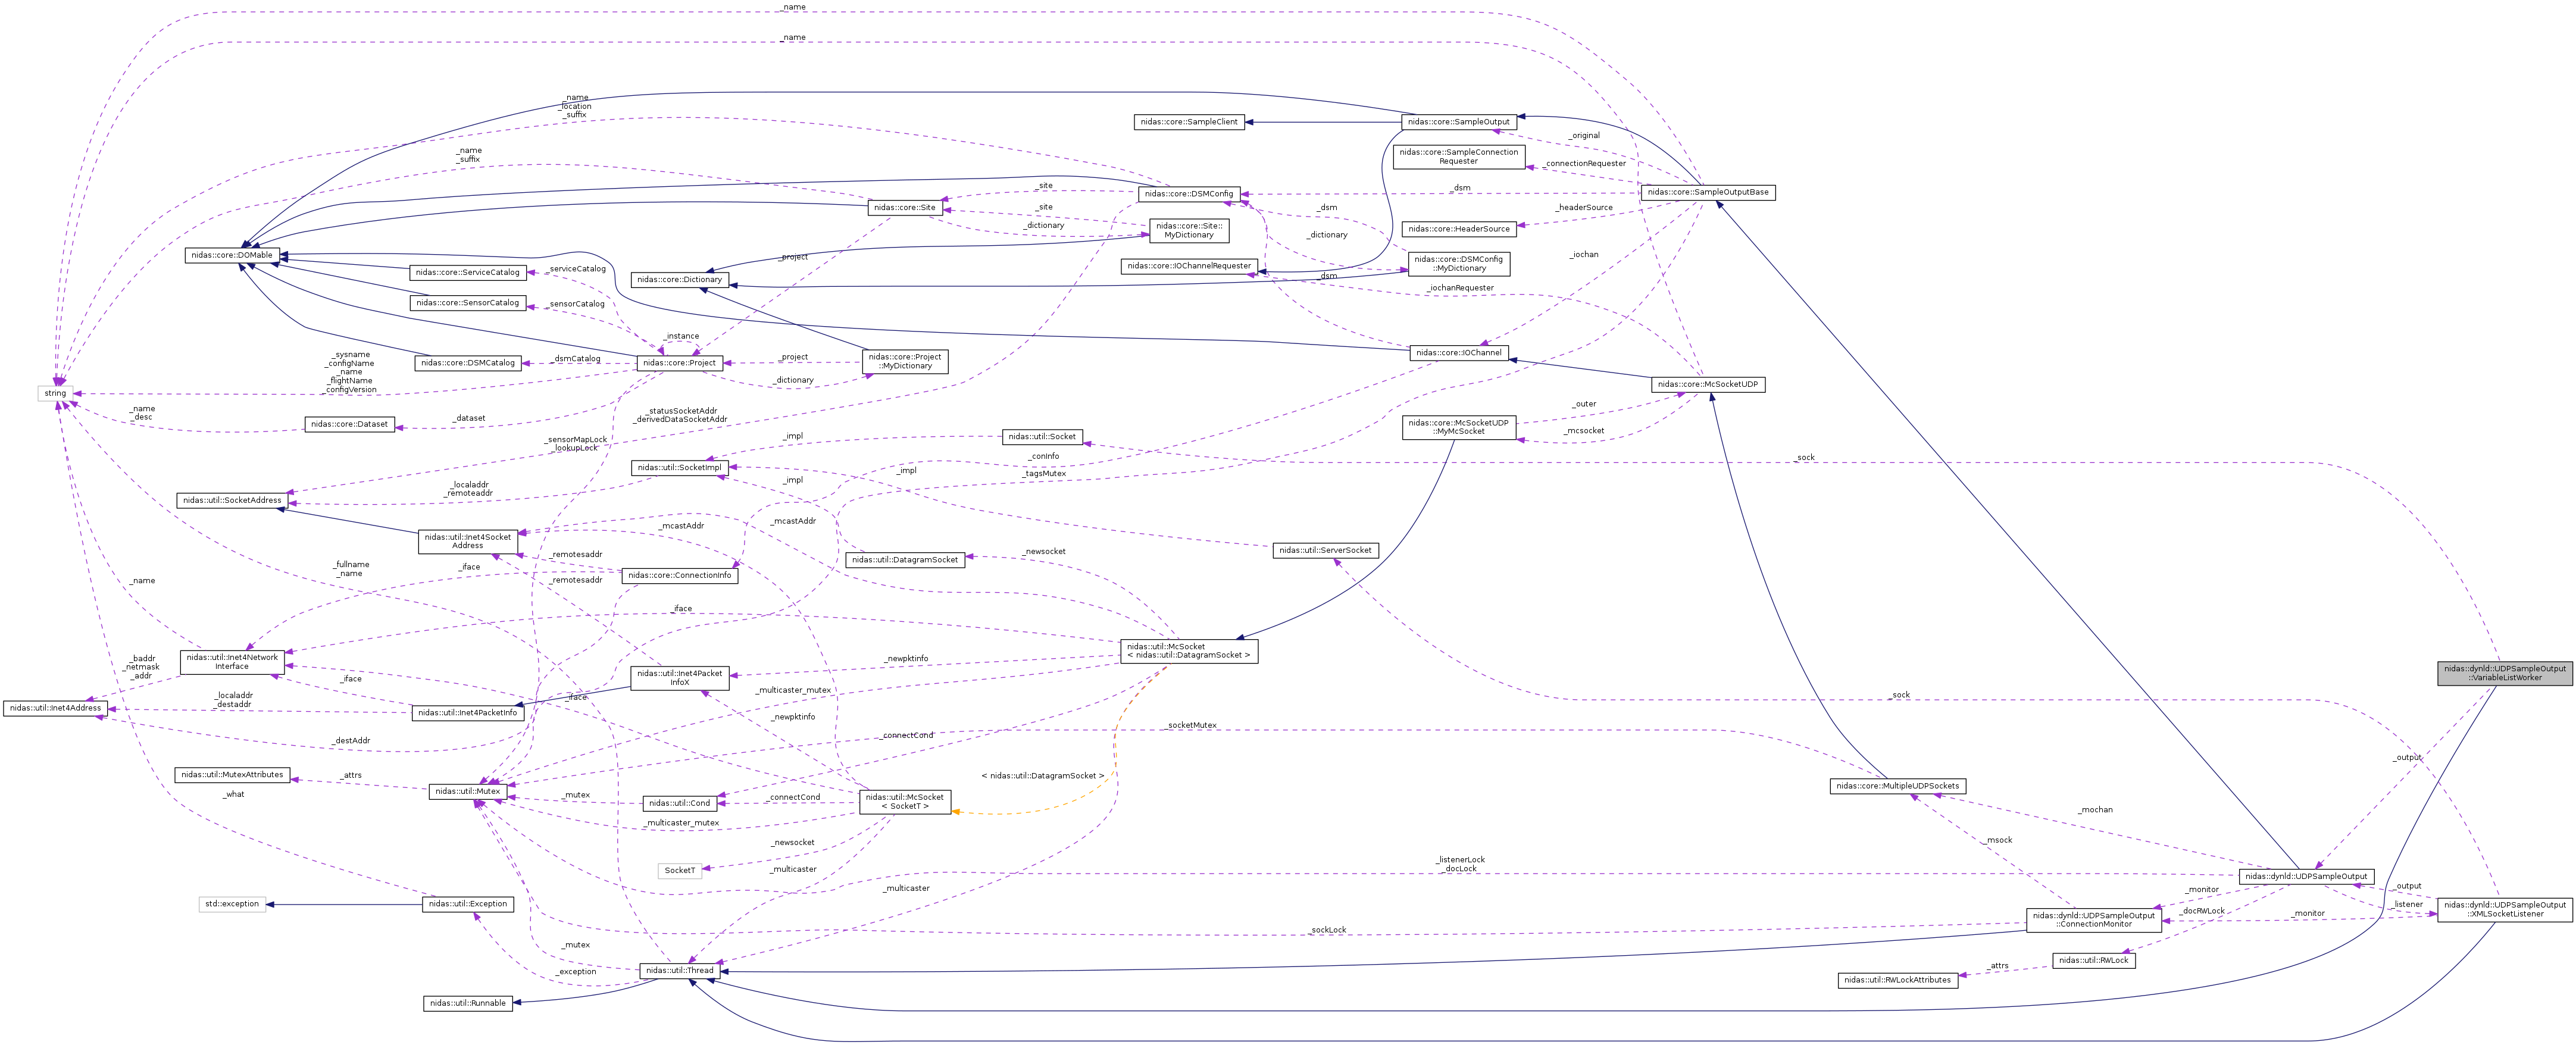 _name
_name
_name
_location
_suffix
nidas::core::SampleClient
nidas::core::SampleOutput
_original
nidas::core::SampleConnection
Requester
_connectionRequester
_name
_suffix
_site
nidas::core::DSMConfig
_dsm
nidas::core::SampleOutputBase
nidas::core::Site
_site
_dsm
_headerSource
nidas::core::Site::
MyDictionary
_dictionary
_dictionary
nidas::core::HeaderSource
nidas::core::DOMable
_project
_iochan
nidas::core::ServiceCatalog
_serviceCatalog
nidas::core::IOChannelRequester
nidas::core::DSMConfig
::MyDictionary
nidas::core::Dictionary
_dsm
_iochanRequester
nidas::core::SensorCatalog
_sensorCatalog
_instance
nidas::core::IOChannel
_sysname
_configName
_name
_flightName
_configVersion
nidas::core::DSMCatalog
_dsmCatalog
nidas::core::Project
_project
nidas::core::Project
::MyDictionary
_dictionary
nidas::core::McSocketUDP
string
_name
_desc
nidas::core::Dataset
_dataset
_statusSocketAddr
_derivedDataSocketAddr
_outer
nidas::core::McSocketUDP
::MyMcSocket
_mcsocket
_sensorMapLock
_lookupLock
_impl
nidas::util::Socket
_conInfo
_sock
nidas::util::SocketImpl
_impl
_tagsMutex
_impl
_localaddr
_remoteaddr
nidas::util::SocketAddress
_mcastAddr
_mcastAddr
nidas::util::Inet4Socket
Address
_remotesaddr
_newsocket
nidas::util::ServerSocket
nidas::util::DatagramSocket
_fullname
_name
_iface
_remotesaddr
nidas::core::ConnectionInfo
_name
_iface
nidas::util::McSocket
< nidas::util::DatagramSocket >
nidas::util::Inet4Network
Interface
_baddr
_netmask
_addr
_newpktinfo
nidas::util::Inet4Packet
InfoX
nidas::dynld::UDPSampleOutput
::VariableListWorker
_iface
_iface
_multicaster_mutex
_localaddr
_destaddr
nidas::util::Inet4Address
nidas::util::Inet4PacketInfo
_newpktinfo
_sock
_destAddr
_connectCond
_socketMutex
_output
nidas::util::MutexAttributes
_attrs
< nidas::util::DatagramSocket >
nidas::core::MultipleUDPSockets
nidas::util::Mutex
_mutex
nidas::util::Cond
_connectCond
nidas::util::McSocket
< SocketT >
_what
_multicaster_mutex
_mochan
_newsocket
_msock
SocketT
_multicaster
_listenerLock
_docLock
nidas::dynld::UDPSampleOutput
_multicaster
_monitor
_output
std::exception
nidas::util::Exception
_docRWLock
_listener
nidas::dynld::UDPSampleOutput
::XMLSocketListener
nidas::dynld::UDPSampleOutput
::ConnectionMonitor
_monitor
_sockLock
_mutex
_exception
nidas::util::Thread
nidas::util::RWLock
_attrs
nidas::util::RWLockAttributes
nidas::util::Runnable